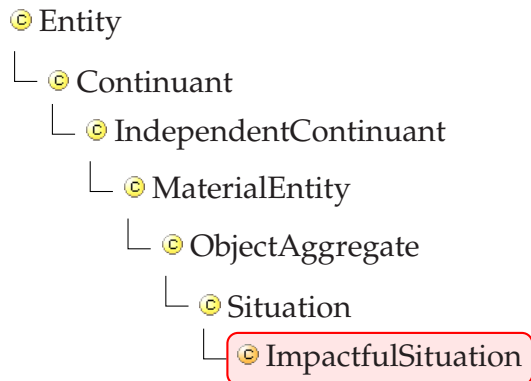 © Entity
© Continuant
© IndependentContinuant
© MaterialEntity
© ObjectAggregate
© Situation
© ImpactfulSituation